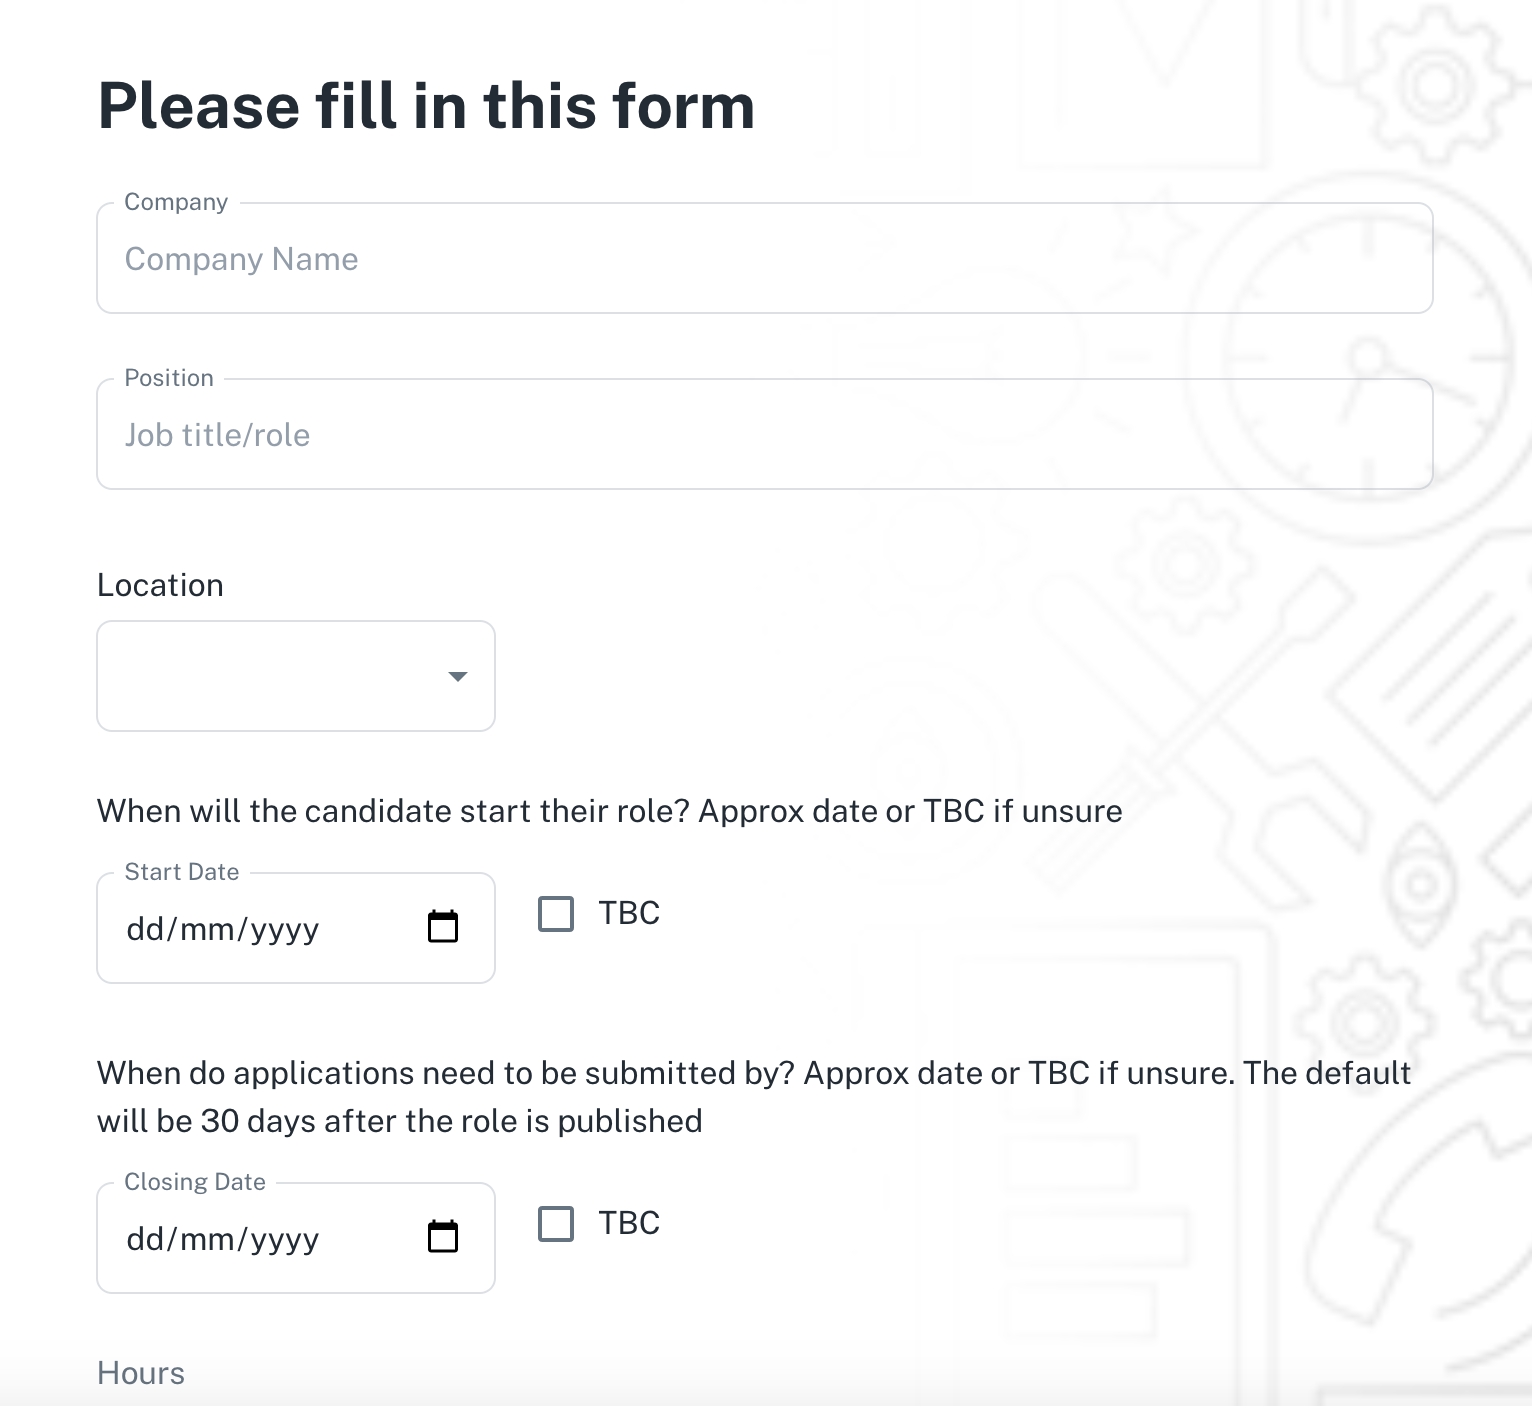 Please fill in this form
Company
Company Name
Position
Job title/role
Location
When will the candidate start their role? Approx date or TBC if unsure
Start Date
dd/mm/yyyy
TBC
When do applications need to be submitted by? Approx date or TBC if unsure. The default
will be 30 days after the role is published
Closing Date
dd/mm/yyyy
TBC
Hours